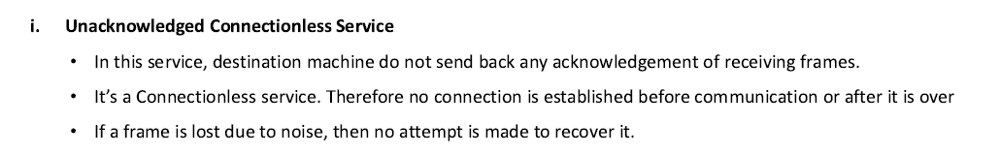 i. Unacknowledged Connectionless Service
• In this service, destination machine do not send back any acknowledgement of receiving frames.
• It's a Connectionless service. Therefore no connection is established before communication or after it is over
• If a frame is lost due to noise, then no attempt is made to recover it.